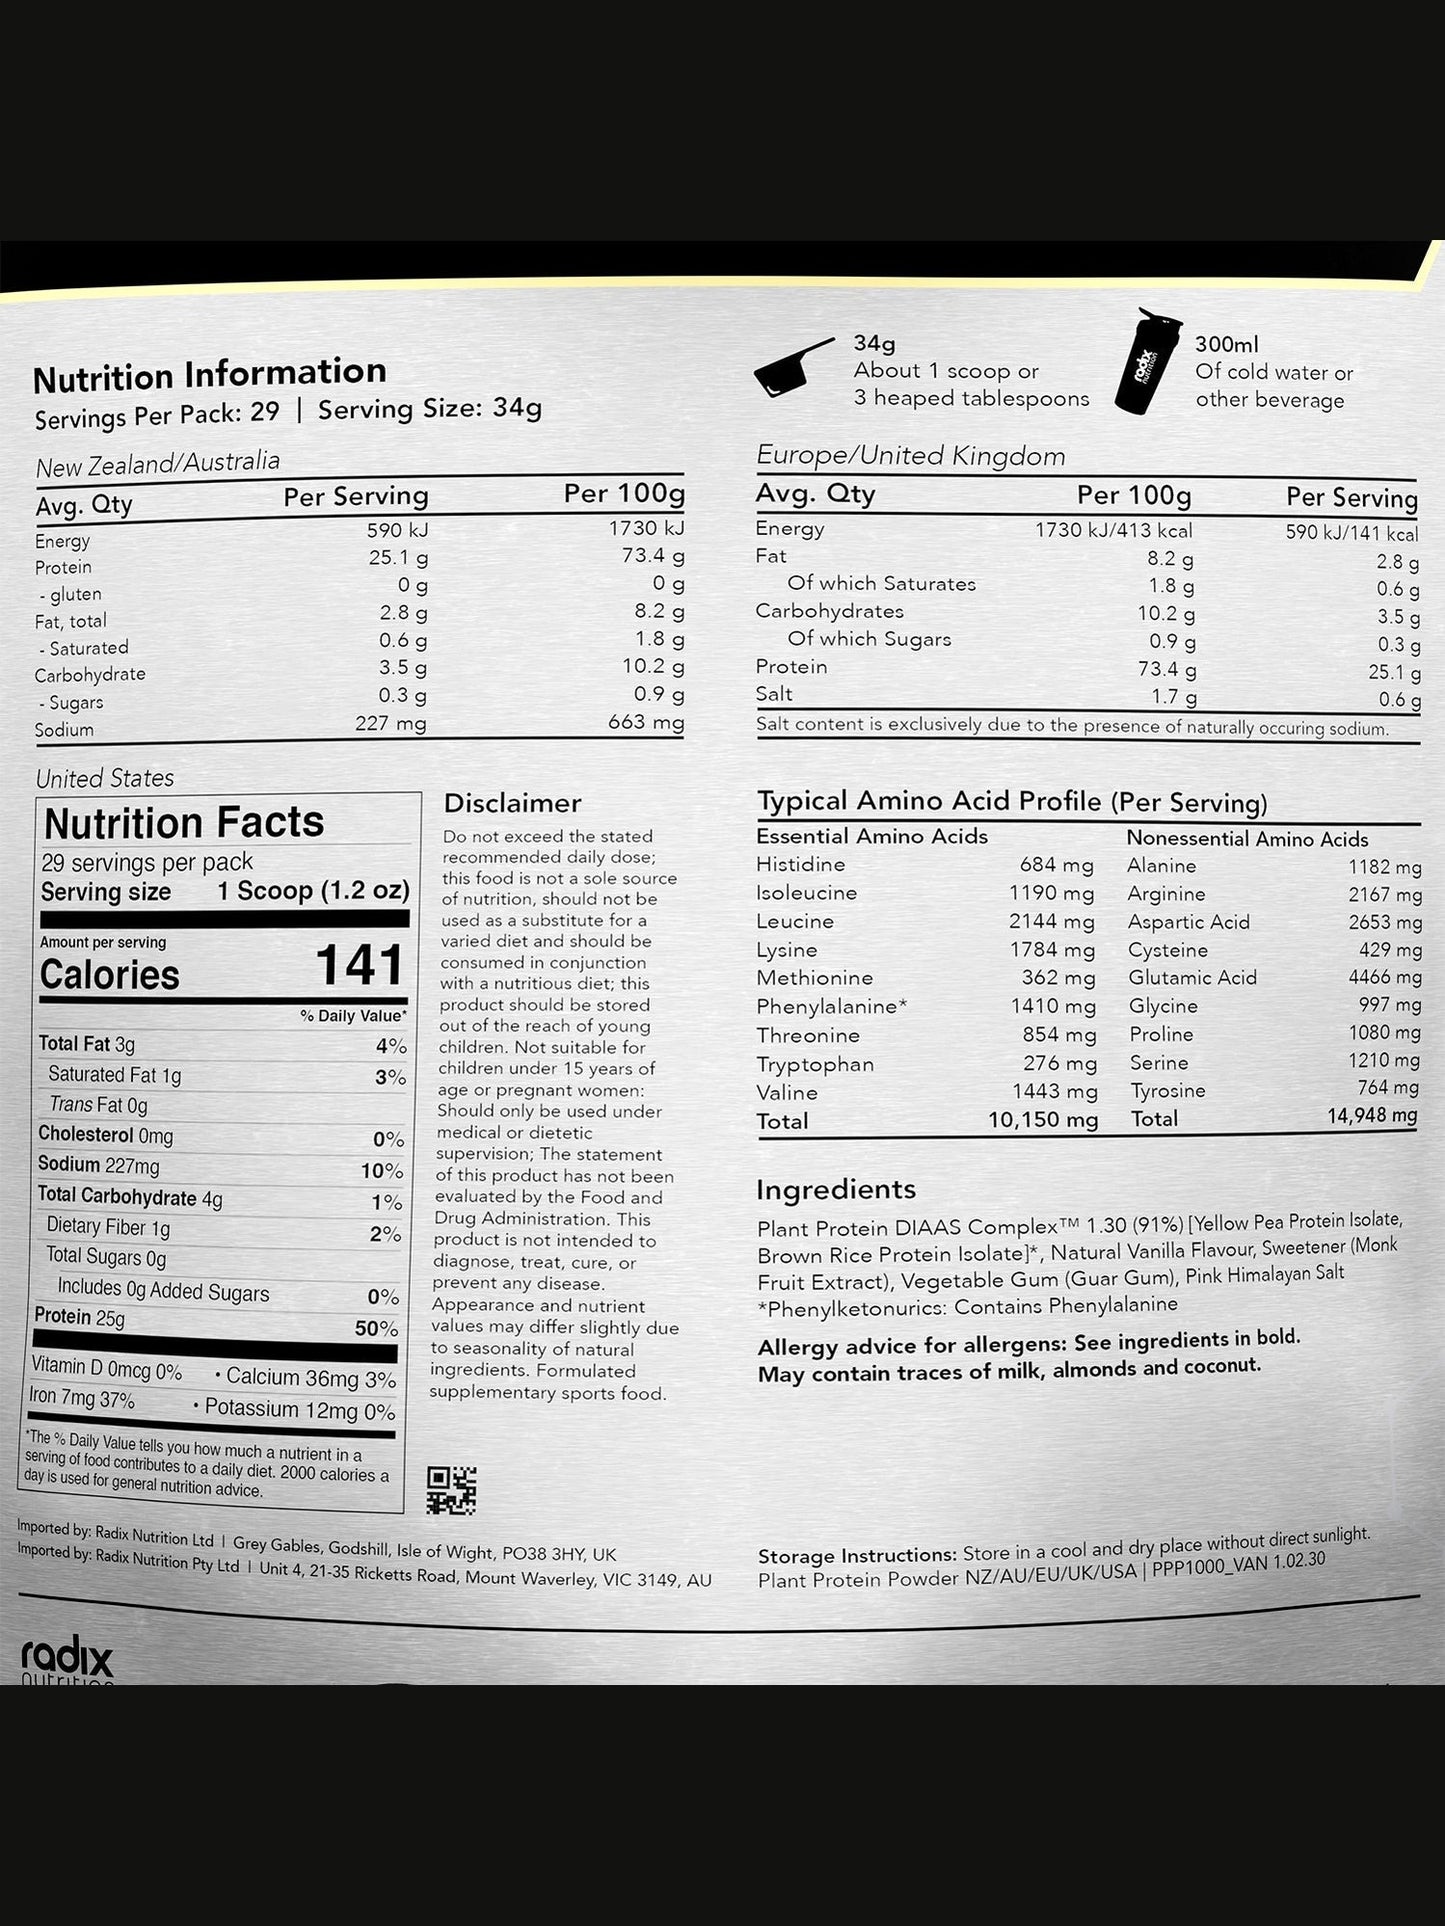 34g
About 1 scoop or
3 heaped tablespoons
radix
nutrition
300ml
Of cold water or
other beverage
Nutrition Information
Servings Per Pack: 29 | Serving Size: 34g
New Zealand/Australia
Avg. Qty Per Serving Per 100g
Energy 590 kJ 1730 kJ
Protein 25.1 g 73.4 g
- gluten 0 g 0 g
Fat, total 2.8 g 8.2 g
- Saturated 0.6 g 1.8 g
Carbohydrate 3.5 g 10.2 g
- Sugars 0.3 g 0.9 g
Sodium 227 mg 663 mg
Europe/United Kingdom
Avg. Qty Per 100g Per Serving
Energy 1730 kJ/413 kcal 590 kJ/141 kcal
Fat 8.2 g 2.8 g
Of which Saturates 1.8 g 0.6 g
Carbohydrates 10.2 g 3.5 g
Of which Sugars 0.9 g 0.3 g
Protein 73.4 g 25.1 g
Salt 1.7 g 0.6 g
Salt content is exclusively due to the presence of naturally occuring sodium.
United States
Nutrition Facts
29 servings per pack
Serving size 1 Scoop (1.2 oz)
Amount per serving
Calories 141
% Daily Value*
Total Fat 3g 4%
Saturated Fat 1g 3%
Trans Fat 0g
Cholesterol 0mg 0%
Sodium 227mg 10%
Total Carbohydrate 4g 1%
Dietary Fiber 1g 2%
Total Sugars 0g
Includes 0g Added Sugars 0%
Protein 25g 50%
Vitamin D 0mcg 0% • Calcium 36mg 3%
Iron 7mg 37% • Potassium 12mg 0%
*The % Daily Value tells you how much a nutrient in a
serving of food contributes to a daily diet. 2000 calories a
day is used for general nutrition advice.
Disclaimer
Do not exceed the stated
recommended daily dose;
this food is not a sole source
of nutrition, should not be
used as a substitute for a
varied diet and should be
consumed in conjunction
with a nutritious diet; this
product should be stored
out of the reach of young
children. Not suitable for
children under 15 years of
age or pregnant women:
Should only be used under
medical or dietetic
supervision; The statement
of this product has not been
evaluated by the Food and
Drug Administration. This
product is not intended to
diagnose, treat, cure, or
prevent any disease.
Appearance and nutrient
values may differ slightly due
to seasonality of natural
ingredients. Formulated
supplementary sports food.
Typical Amino Acid Profile (Per Serving)
Essential Amino Acids Nonessential Amino Acids
Histidine 684 mg Alanine 1182 mg
Isoleucine 1190 mg Arginine 2167 mg
Leucine 2144 mg Aspartic Acid 2653 mg
Lysine 1784 mg Cysteine 429 mg
Methionine 362 mg Glutamic Acid 4466 mg
Phenylalanine* 1410 mg Glycine 997 mg
Threonine 854 mg Proline 1080 mg
Tryptophan 276 mg Serine 1210 mg
Valine 1443 mg Tyrosine 764 mg
Total 10,150 mg Total 14,948 mg
Ingredients
Plant Protein DIAAS Complex™ 1.30 (91%) [Yellow Pea Protein Isolate,
Brown Rice Protein Isolate]*, Natural Vanilla Flavour, Sweetener (Monk
Fruit Extract), Vegetable Gum (Guar Gum), Pink Himalayan Salt
*Phenylketonurics: Contains Phenylalanine
Allergy advice for allergens: See ingredients in bold.
May contain traces of milk, almonds and coconut.
Imported by: Radix Nutrition Ltd | Grey Gables, Godshill, Isle of Wight, PO38 3HY, UK
Imported by: Radix Nutrition Pty Ltd | Unit 4, 21-35 Ricketts Road, Mount Waverley, VIC 3149, AU
Storage Instructions: Store in a cool and dry place without direct sunlight.
Plant Protein Powder NZ/AU/EU/UK/USA | PPP1000_VAN 1.02.30
radix
nutrition